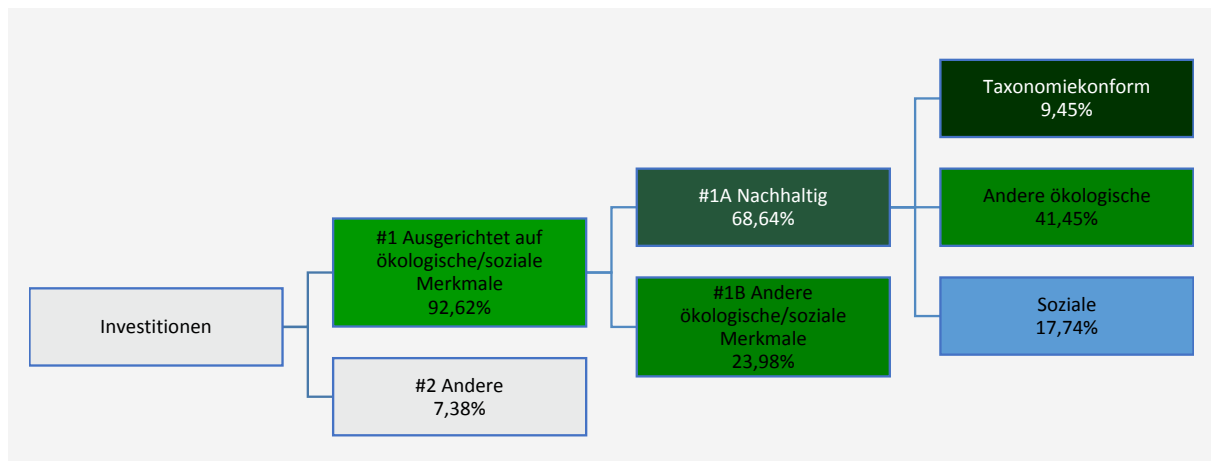 Investitionen
#1 Ausgerichtet auf
ökologische/soziale
Merkmale
92,62%
#2 Andere
7,38%
#1A Nachhaltig
68,64%
#1B Andere
ökologische/soziale
Merkmale
23,98%
Taxonomiekonform
9,45%
Andere ökologische
41,45%
Soziale
17,74%